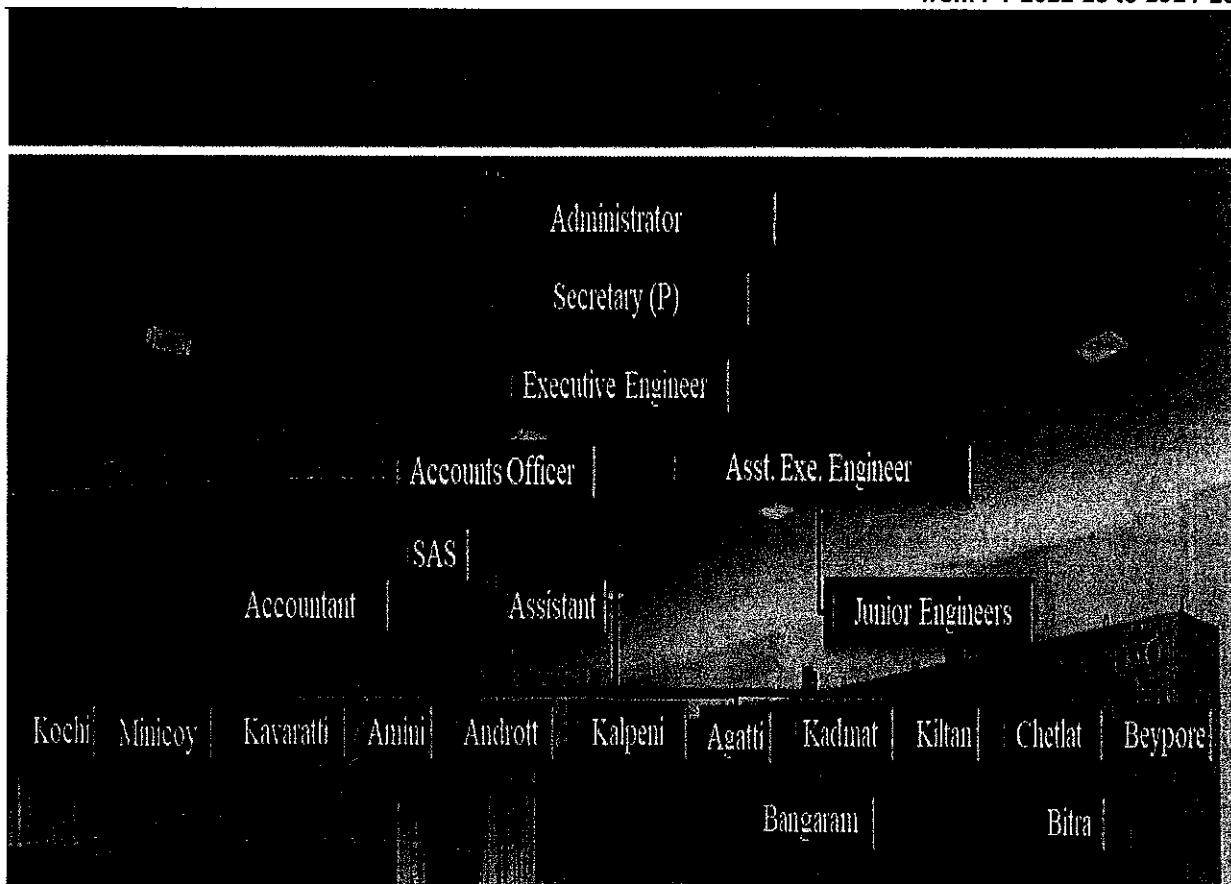 Administrator
Secretary (P)
Executive Engineer
Accounts Officer Asst. Exe. Engineer
SAS
Accountant Assistant Junior Engineers
Kochi Minicoy Kavaratti Amini Andrott Kalpeni Agatti Kadmat Kiltan Chetlat Beypore
Bangaram Bitra